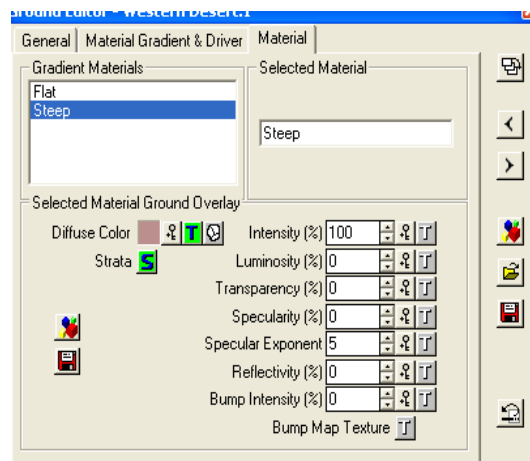 Ground Editor - Western Desert.1
General Material Gradient & Driver Material
Gradient Materials
Flat
Steep
Selected Material
Steep
Selected Material Ground Overlay
Diffuse Color T Intensity (%) 100 T
Strata S Luminosity (%) 0 T
Transparency (%) 0 T
Specularity (%) 0 T
Specular Exponent 5 T
Reflectivity (%) 0 T
Bump Intensity (%) 0 T
Bump Map Texture T